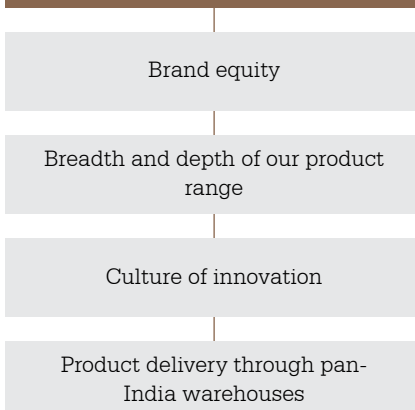 Brand equity
Breadth and depth of our product
range
Culture of innovation
Product delivery through pan-
India warehouses